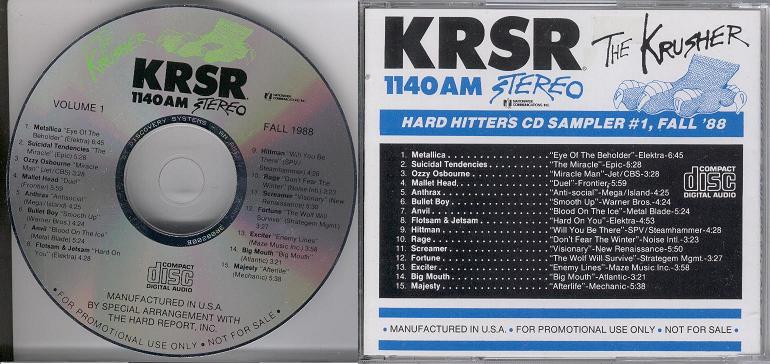 The Krusher
KRSR
1140 AM STEREO
NATIONWIDE
COMMUNICATIONS, INC.
VOLUME 1
FALL 1988
1. Metallica "Eye Of The
Beholder" (Elektra) 6:45
2. Suicidal Tendencies "The
Miracle" (Epic) 5:28
3. Ozzy Osbourne "Miracle
Man" (Jet/CBS) 3:28
4. Mallet Head "Duel"
(Frontier) 5:59
5. Anthrax "Antisocial"
(Mega/Island) 4:25
6. Bullet Boy "Smooth Up"
(Warner Bros.) 4:24
7. Anvil "Blood On The Ice"
(Metal Blade) 5:24
8. Flotsam & Jetsam "Hard On
You" (Elektra) 4:28
9. Hittman "Will You Be
There" (SPV/
Steamhammer) 4:28
10. Rage "Don't Fear The
Winter" (Noise Intl.) 3:23
11. Screamer "Visionary" (New
Renaissance) 5:50
12. Fortune "The Wolf Will
Survive" (Strategem Mgmt.)
3:27
13. Exciter "Enemy Lines"
(Maze Music Inc.) 3:58
14. Big Mouth "Big Mouth"
(Atlantic) 3:21
15. Majesty "Afterlife"
(Mechanic) 5:38
COMPACT
disc
DIGITAL AUDIO
MANUFACTURED IN U.S.A.
BY SPECIAL ARRANGEMENT WITH
THE HARD REPORT, INC.
• FOR PROMOTIONAL USE ONLY • NOT FOR SALE •
KRSR The Krusher
1140 AM STEREO
NATIONWIDE
COMMUNICATIONS, INC.
HARD HITTERS CD SAMPLER #1, FALL '88
1. Metallica "Eye Of The Beholder"-Elektra-6:45
2. Suicidal Tendencies "The Miracle"-Epic-5:28
3. Ozzy Osbourne "Miracle Man"-Jet/CBS-3:28
4. Mallet Head "Duel"-Frontier-5:59
5. Anthrax "Anti-social"-Mega/Island-4:25
6. Bullet Boy "Smooth Up"-Warner Bros.-4:24
7. Anvil "Blood On The Ice"-Metal Blade-5:24
8. Flotsam & Jetsam "Hard On You"-Elektra-4:53
9. Hittman "Will You Be There"-SPV/Steamhammer-4:28
10. Rage "Don't Fear The Winter"-Noise Intl.-3:23
11. Screamer "Visionary"-New Renaissance-5:50
12. Fortune "The Wolf Will Survive"-Strategem Mgmt.-3:27
13. Exciter "Enemy Lines"-Maze Music Inc.-3:58
14. Big Mouth "Big Mouth"-Atlantic-3:21
15. Majesty "Afterlife"-Mechanic-5:38
COMPACT
disc
DIGITAL AUDIO
• MANUFACTURED IN U.S.A. • FOR PROMOTIONAL USE ONLY • NOT FOR SALE •